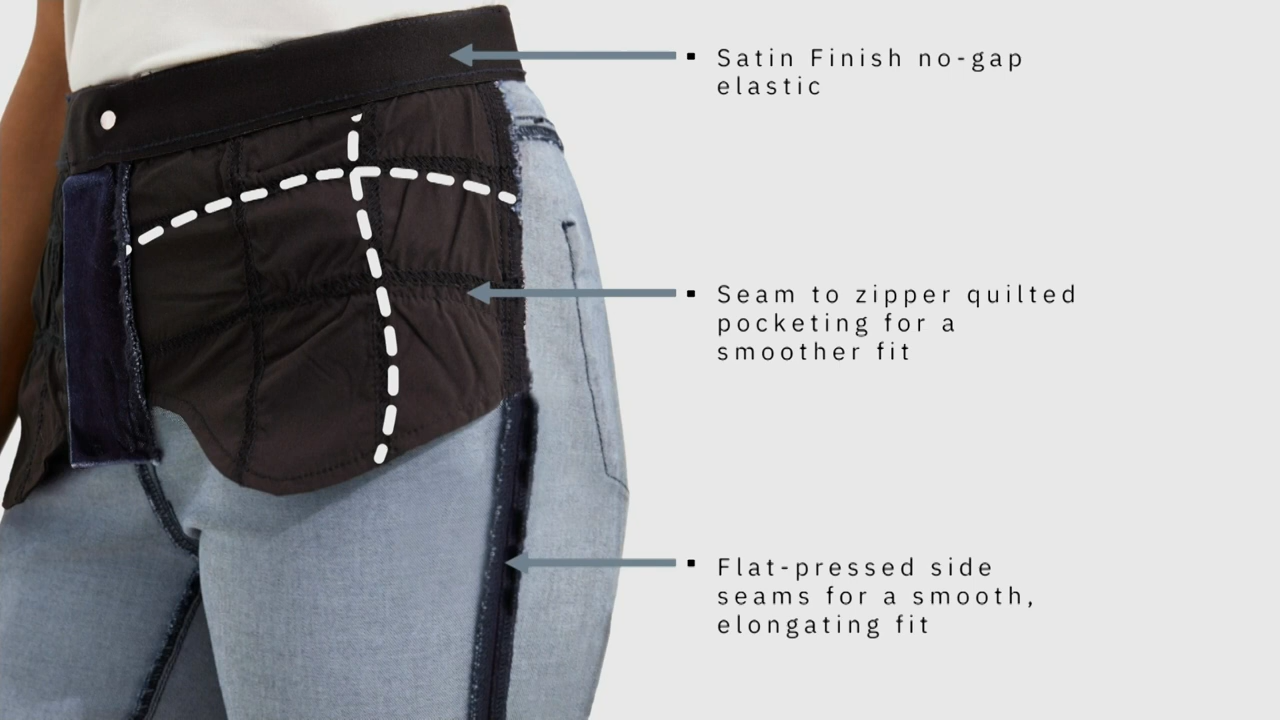 Satin Finish no-gap
elastic
Seam to zipper quilted
pocketing for a
smoother fit
Flat-pressed side
seams for a smooth,
elongating fit